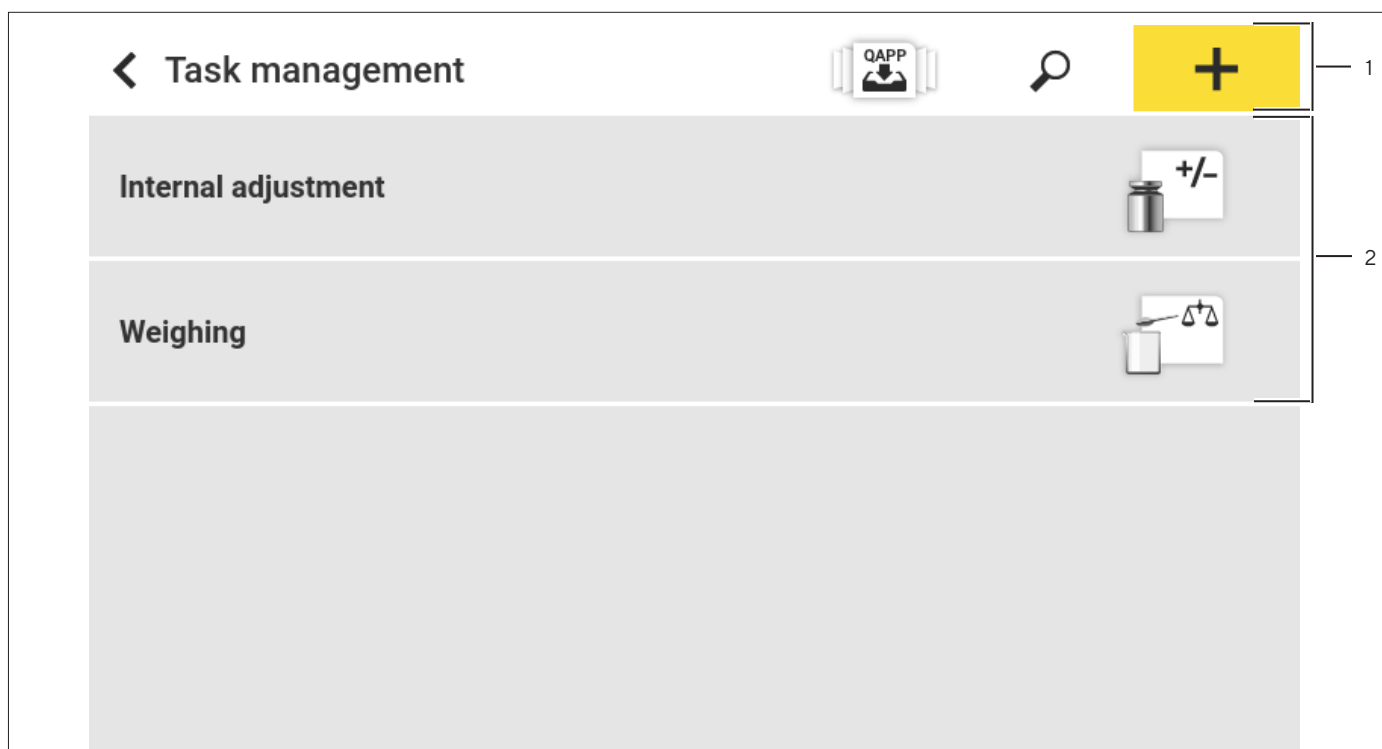 Task management
QAPP
1
Internal adjustment
+/-
2
Weighing